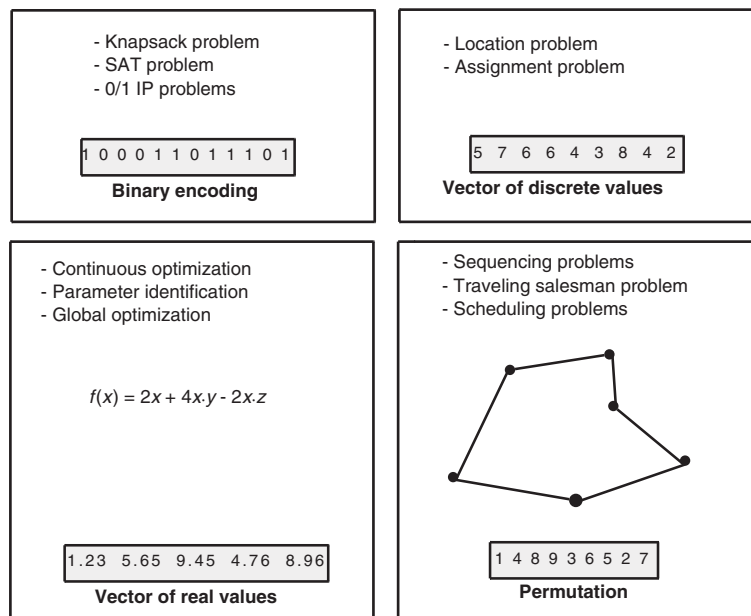 - Knapsack problem
- SAT problem
- 0/1 IP problems
1 0 0 0 1 1 0 1 1 1 0 1
Binary encoding
- Location problem
- Assignment problem
5 7 6 6 4 3 8 4 2
Vector of discrete values
- Continuous optimization
- Parameter identification
- Global optimization
f(x) = 2x + 4x.y - 2x.z
1.23 5.65 9.45 4.76 8.96
Vector of real values
- Sequencing problems
- Traveling salesman problem
- Scheduling problems
1 4 8 9 3 6 5 2 7
Permutation